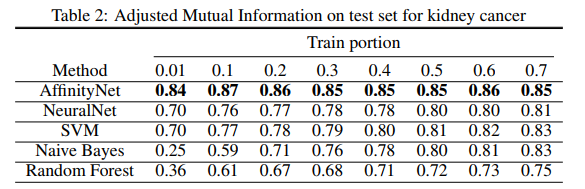 Table 2: Adjusted Mutual Information on test set for kidney cancer
Train portion
Method 0.01 0.1 0.2 0.3 0.4 0.5 0.6 0.7
AffinityNet 0.84 0.87 0.86 0.85 0.85 0.85 0.86 0.85
NeuralNet 0.70 0.76 0.77 0.78 0.78 0.80 0.80 0.81
SVM 0.70 0.77 0.78 0.79 0.80 0.81 0.82 0.83
Naive Bayes 0.25 0.59 0.71 0.76 0.78 0.80 0.81 0.83
Random Forest 0.36 0.61 0.67 0.68 0.71 0.72 0.73 0.75